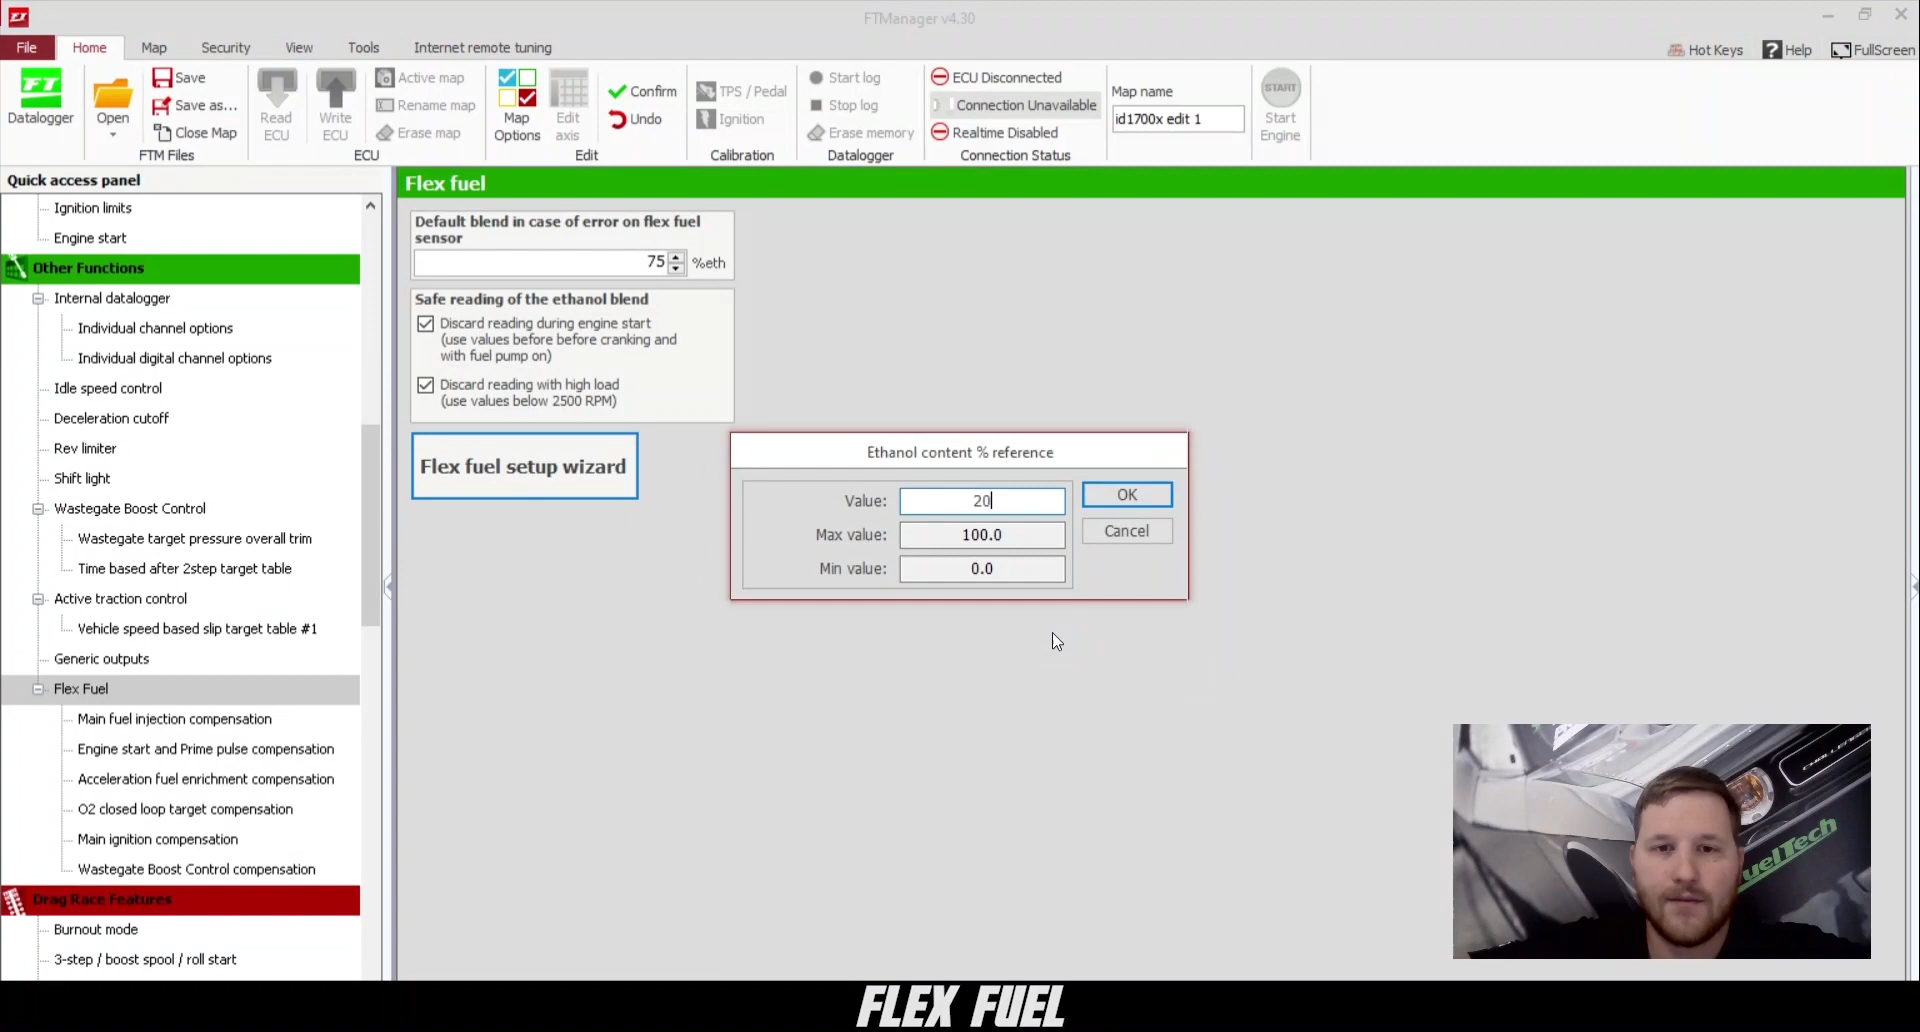 FT
FTManager v4.30
File Home Map Security View Tools Internet remote tuning
Hot Keys ? Help FullScreen
FT
Datalogger
Open
Save
Save as...
Close Map
FTM Files
Read
ECU
Write
ECU
ECU
Active map
Rename map
Erase map
Map
Options
Edit
axis
Confirm
Undo
Edit
TPS / Pedal
Ignition
Calibration
Start log
Stop log
Erase memory
Datalogger
ECU Disconnected
Connection Unavailable
Realtime Disabled
Connection Status
Map name
id1700x edit 1
START
Start
Engine
Quick access panel
Ignition limits
Engine start
Other Functions
Internal datalogger
Individual channel options
Individual digital channel options
Idle speed control
Deceleration cutoff
Rev limiter
Shift light
Wastegate Boost Control
Wastegate target pressure overall trim
Time based after 2step target table
Active traction control
Vehicle speed based slip target table #1
Generic outputs
Flex Fuel
Main fuel injection compensation
Engine start and Prime pulse compensation
Acceleration fuel enrichment compensation
O2 closed loop target compensation
Main ignition compensation
Wastegate Boost Control compensation
Drag Race Features
Burnout mode
3-step / boost spool / roll start
Flex fuel
Default blend in case of error on flex fuel
sensor
75 %eth
Safe reading of the ethanol blend
Discard reading during engine start
(use values before before cranking and
with fuel pump on)
Discard reading with high load
(use values below 2500 RPM)
Flex fuel setup wizard
Ethanol content % reference
Value: 20
Max value: 100.0
Min value: 0.0
OK
Cancel
CHALLENGER
uelTech
FLEX FUEL